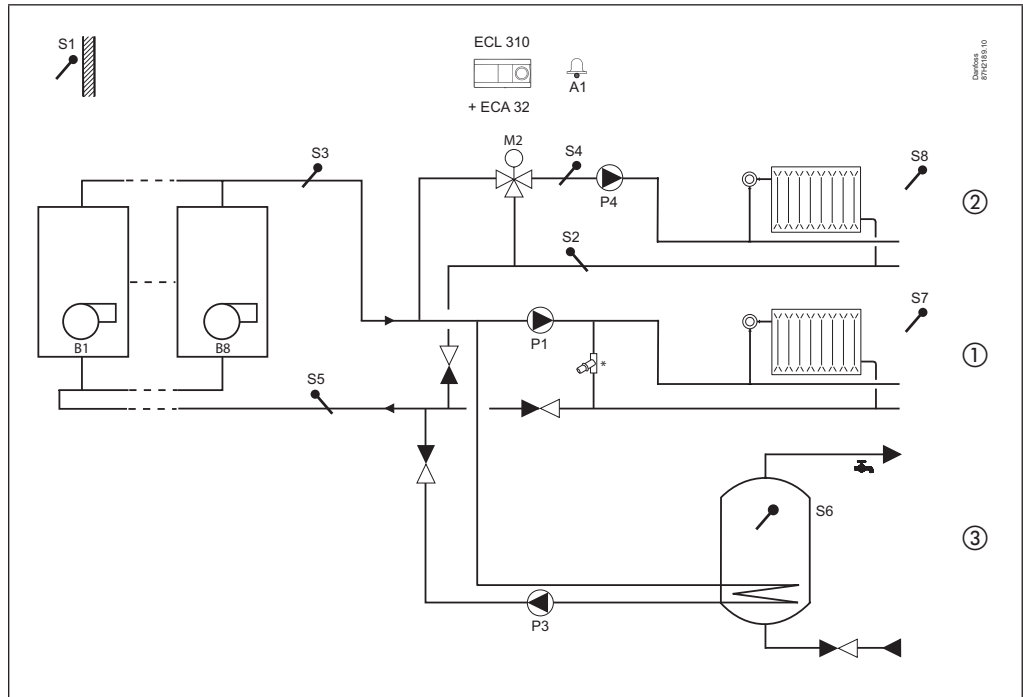 S1
ECL 310
A1
+ ECA 32
Danfoss
87H2189.10
M2
S3
S4
S8
P4
②
S2
S7
B1
B8
P1
*
①
S5
S6
③
P3